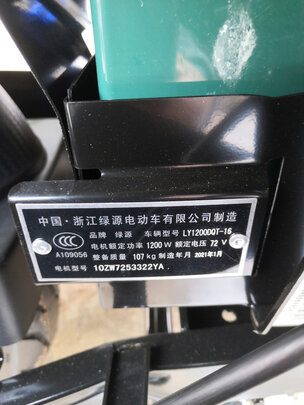 中国·浙江绿源电动车有限公司制造
品牌 绿源 车辆型号 LY1200DQT-16
电机额定功率 1200 W 额定电压 72 V
A109056 整备质量 107 kg 制造年月 2021年1月
电机型号 10ZW7253322YA